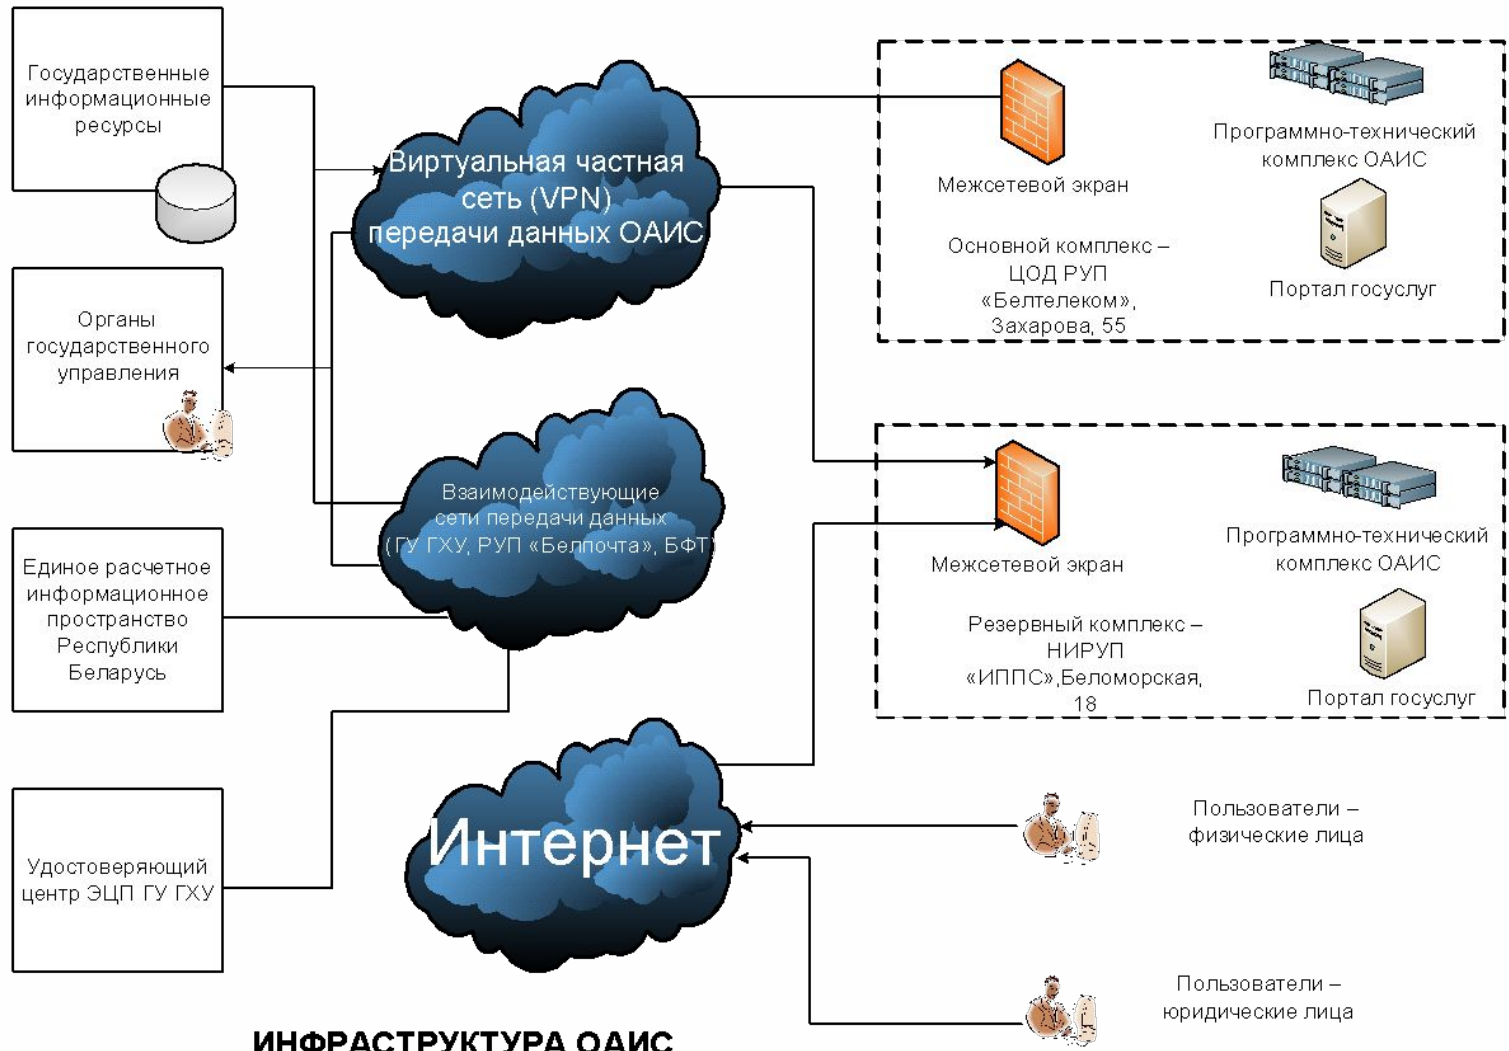 Государственные
информационные
ресурсы
Органы
государственного
управления
Единое расчетное
информационное
пространство
Республики
Беларусь
Удостоверяющий
центр ЭЦП ГУ ГХУ
Виртуальная частная
сеть (VPN)
передачи данных ОАИС
Взаимодействующие
сети передачи данных
(ГУ ГХУ, РУП «Белпочта», БФТ)
Интернет
Межсетевой экран
Основной комплекс –
ЦОД РУП
«Белтелеком»,
Захарова, 55
Программно-технический
комплекс ОАИС
Портал госуслуг
Межсетевой экран
Резервный комплекс –
НИРУП
«ИППС»,Беломорская,
18
Программно-технический
комплекс ОАИС
Портал госуслуг
Пользователи –
физические лица
Пользователи –
юридические лица
ИНФРАСТРУКТУРА ОАИС